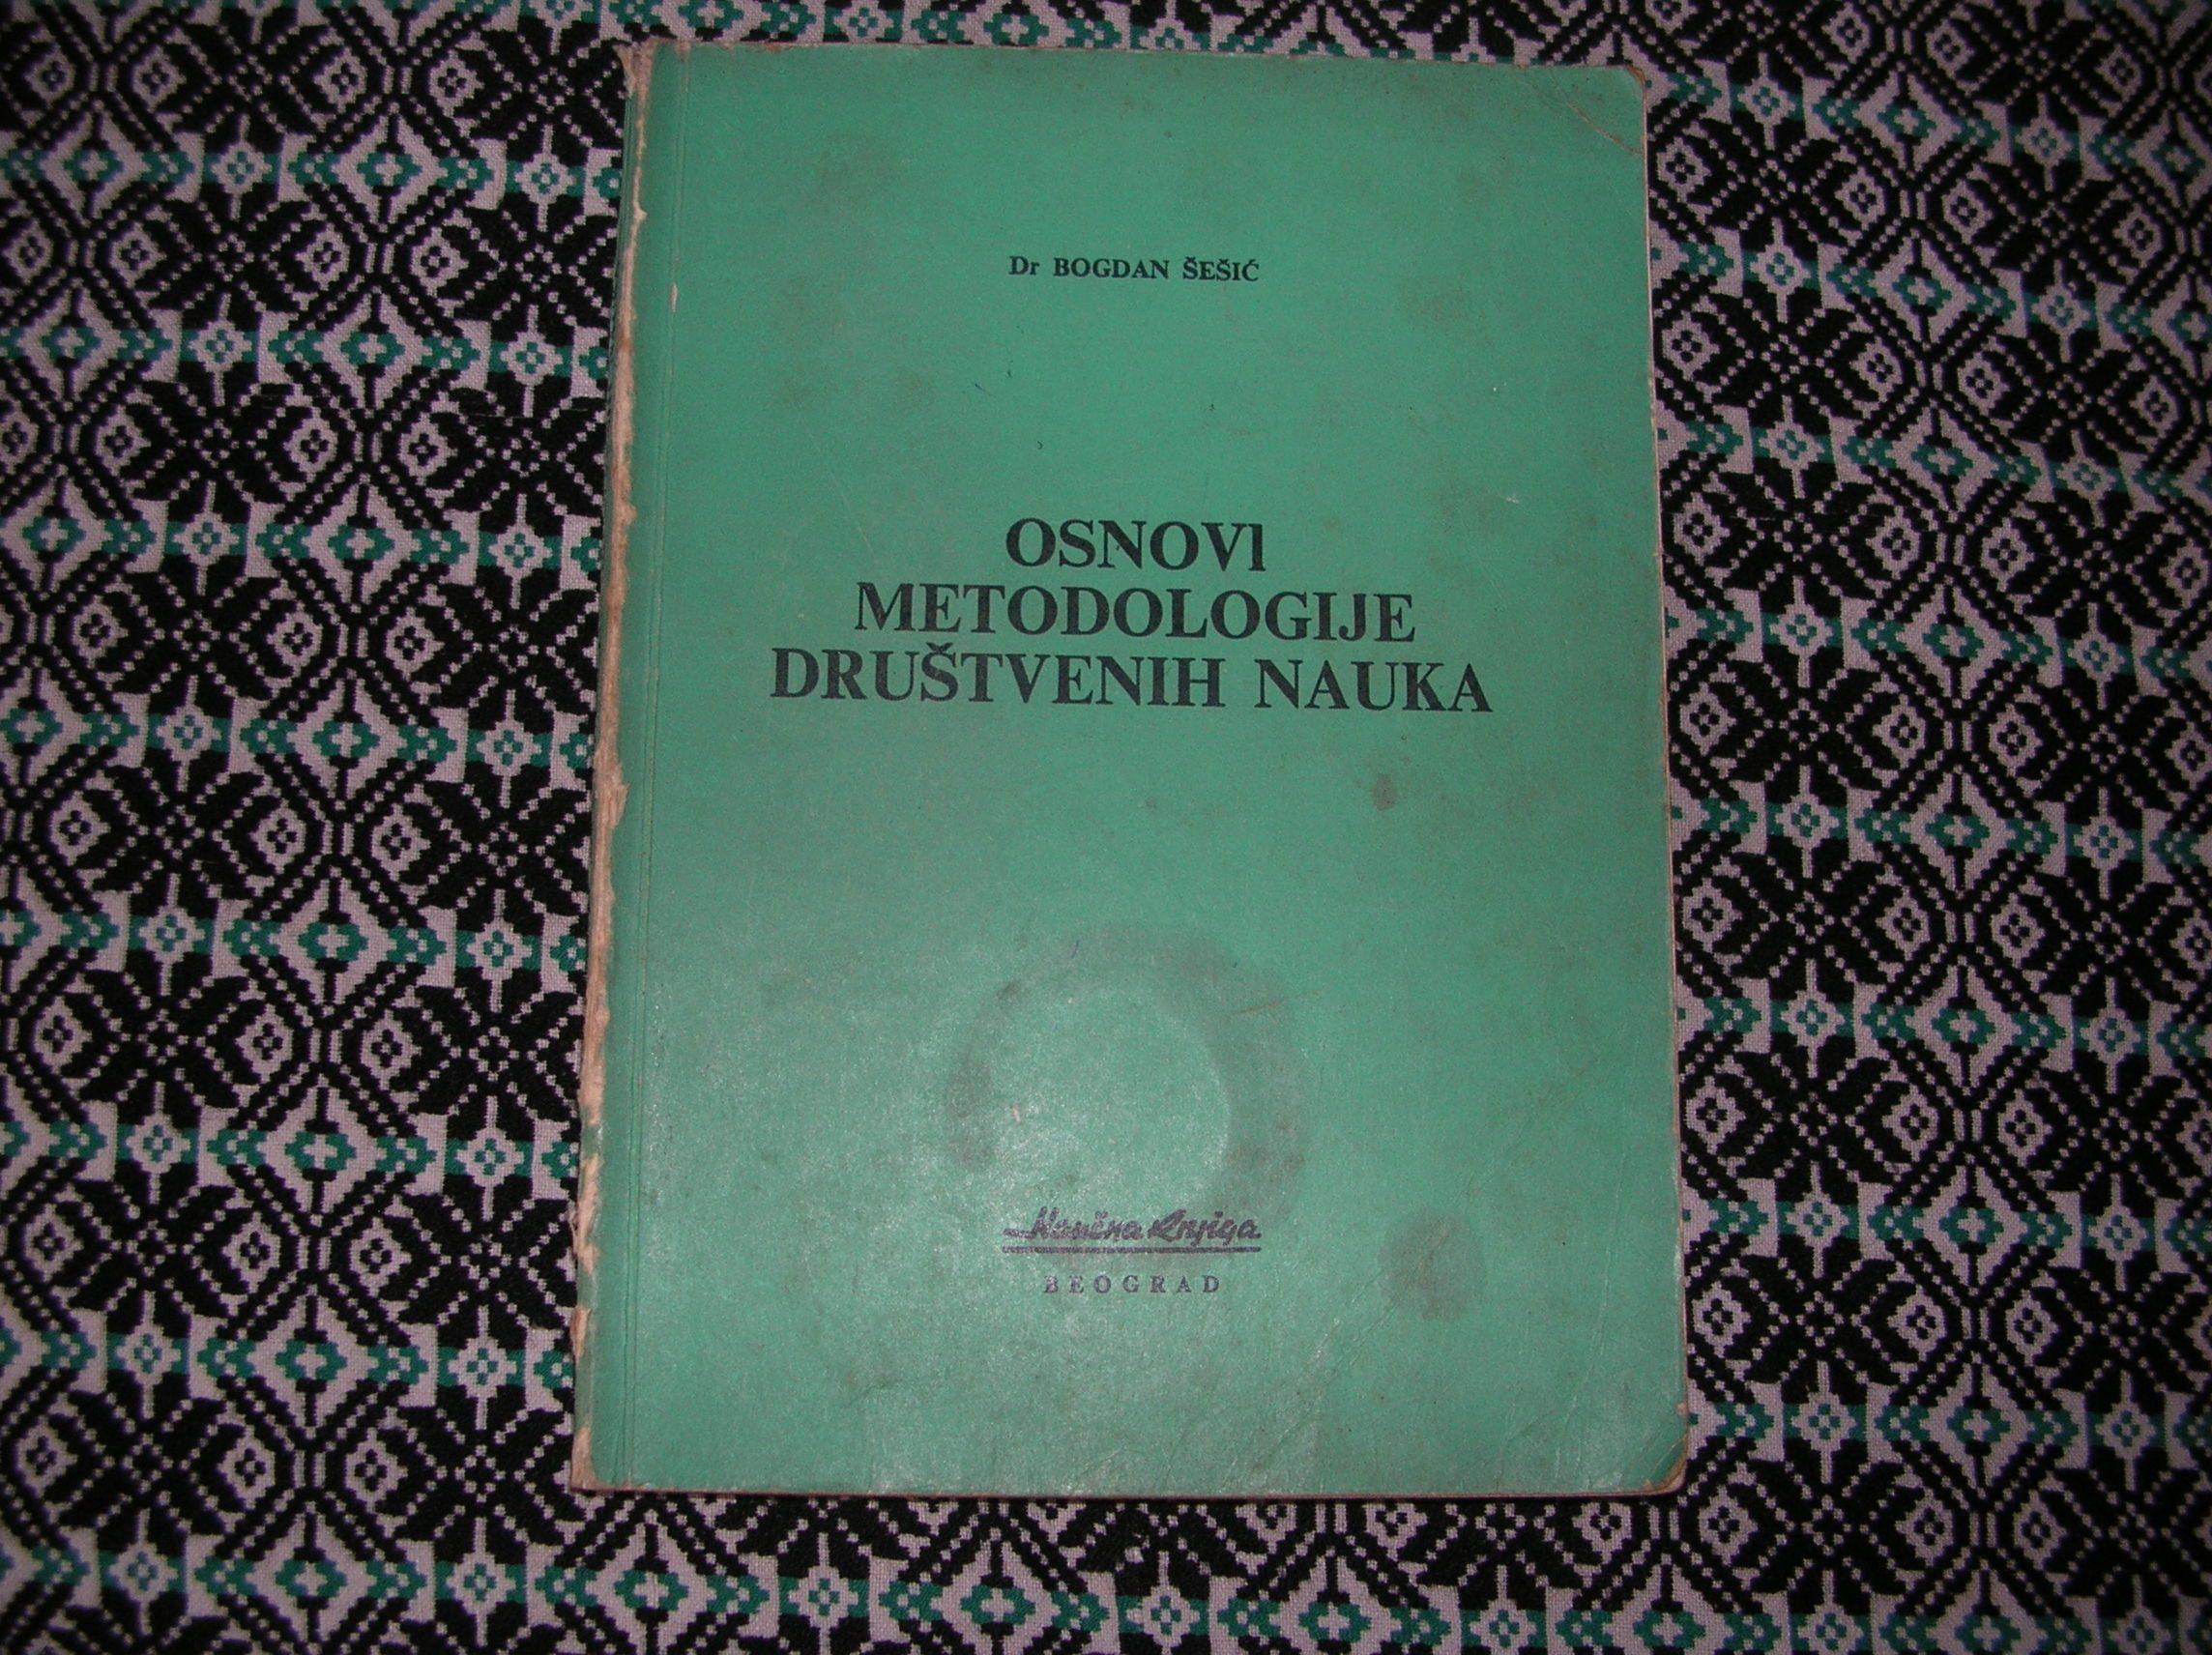 Dr BOGDAN ŠEŠIĆ
OSNOVI
METODOLOGIJE
DRUŠTVENIH NAUKA
Naučna Knjiga
BEOGRAD